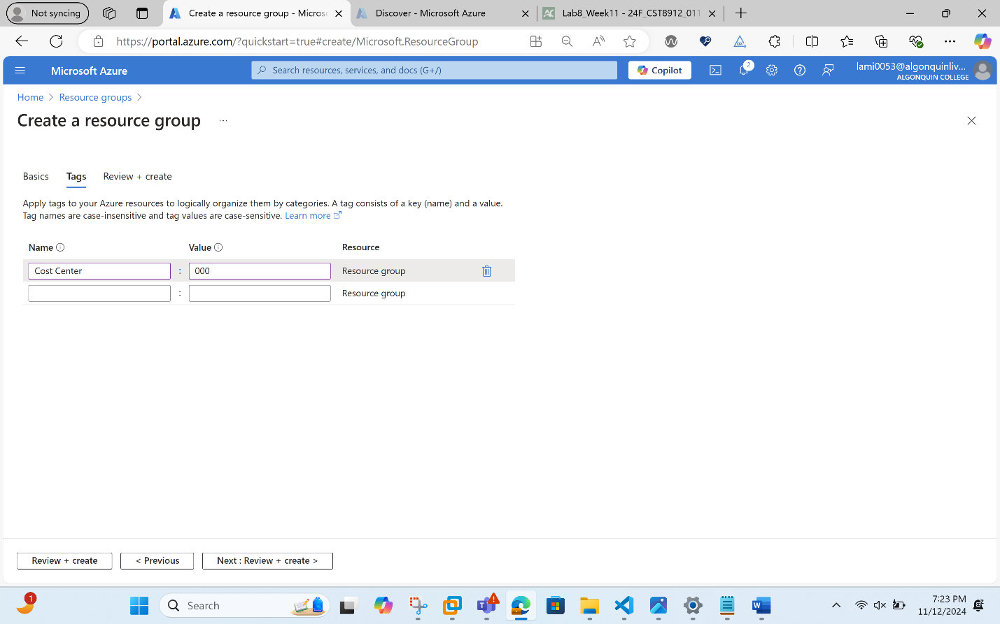 Not syncing
Create a resource group - Micros
Discover - Microsoft Azure
Lab8_Week11 - 24F_CST8912_011
https://portal.azure.com/?quickstart=true#create/Microsoft.ResourceGroup
Microsoft Azure
Search resources, services, and docs (G+/)
Copilot
2
lami0053@algonquinliv...
ALGONQUIN COLLEGE
Home > Resource groups >
Create a resource group ...
Basics
Tags
Review + create
Apply tags to your Azure resources to logically organize them by categories. A tag consists of a key (name) and a value.
Tag names are case-insensitive and tag values are case-sensitive. Learn more
Name
Value
Resource
Cost Center : 000 Resource group
: Resource group
Review + create
< Previous
Next : Review + create >
1
Search
7:23 PM
11/12/2024